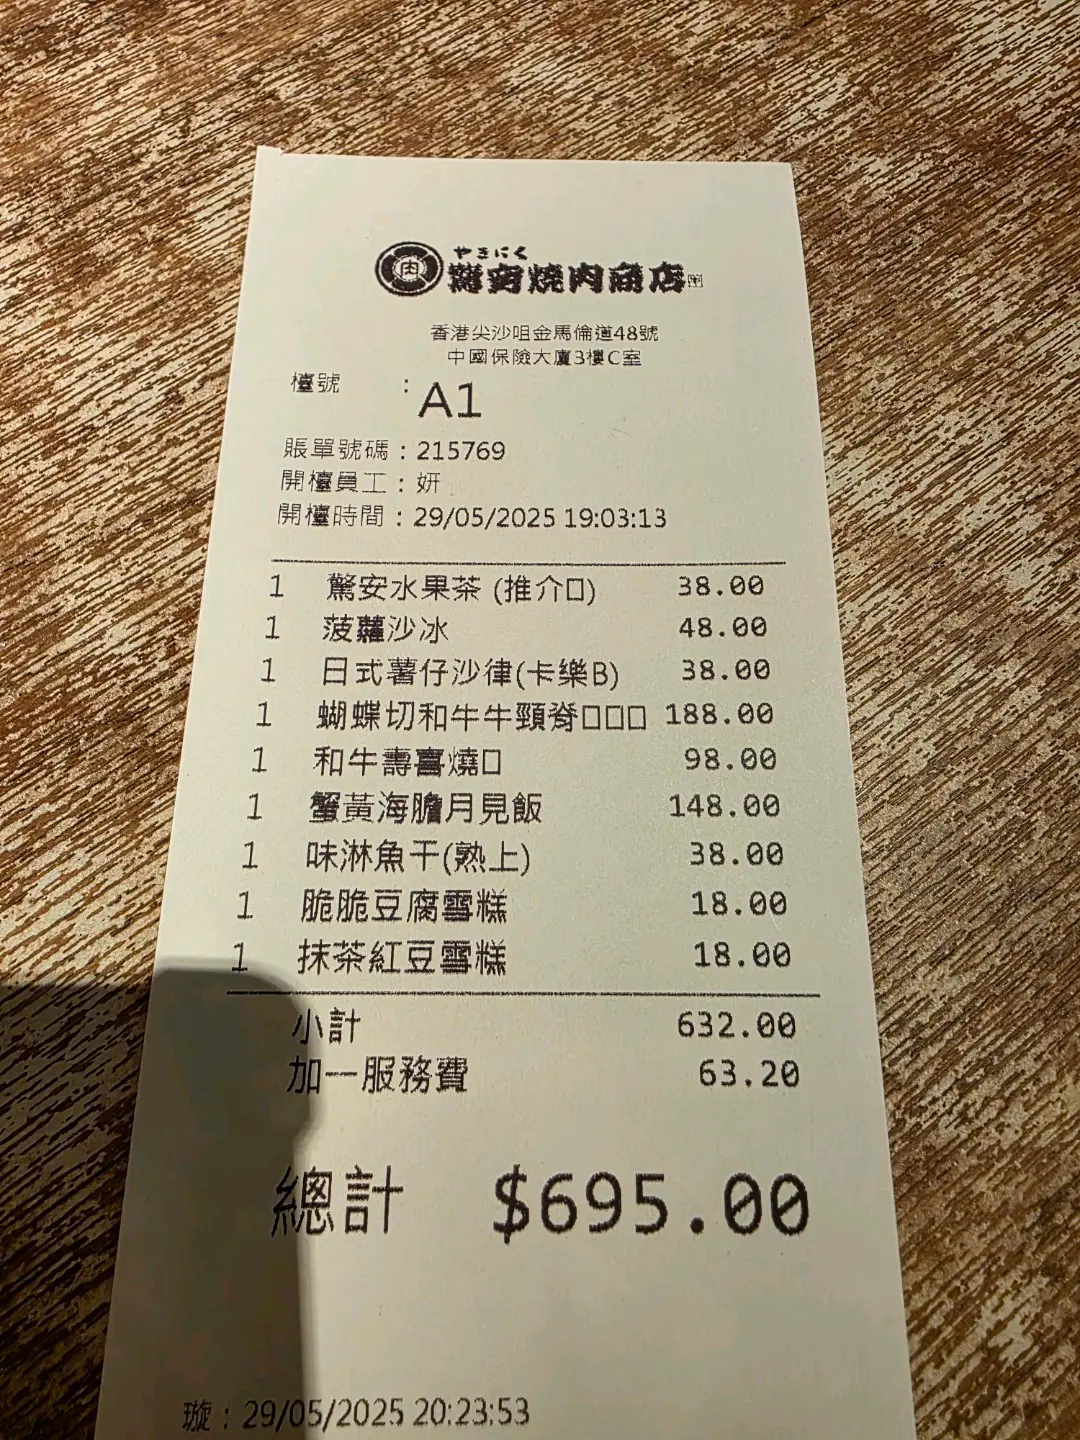 やきにく
驚安燒肉商店
香港尖沙咀金馬倫道48號
中國保險大廈3樓C室
檯號 : A1
賬單號碼 : 215769
開檯員工 : 妍
開檯時間 : 29/05/2025 19:03:13
1 驚安水果茶 (推介□) 38.00
1 菠蘿沙冰 48.00
1 日式薯仔沙律(卡樂B) 38.00
1 蝴蝶切和牛牛頸脊□□□ 188.00
1 和牛壽喜燒□ 98.00
1 蟹黃海膽月見飯 148.00
1 味淋魚干(熟上) 38.00
1 脆脆豆腐雪糕 18.00
1 抹茶紅豆雪糕 18.00
小計 632.00
加一服務費 63.20
總計 $695.00
璇 : 29/05/2025 20:23:53